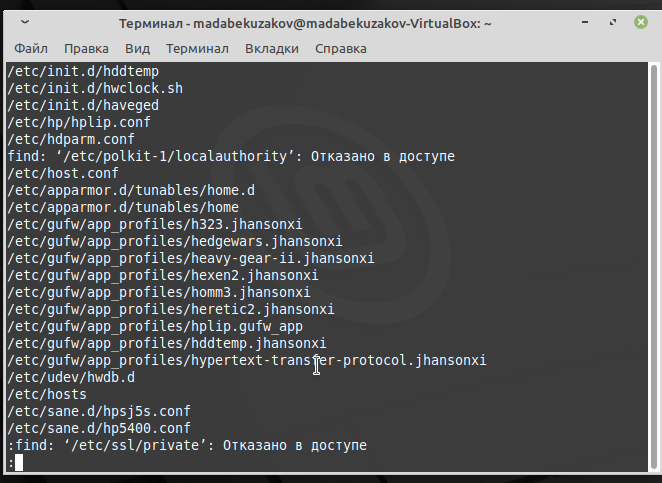 Терминал - madabekuzakov@madabekuzakov-VirtualBox: ~
Файл Правка Вид Терминал Вкладки Справка
/etc/init.d/hddtemp
/etc/init.d/hwclock.sh
/etc/init.d/haveged
/etc/hp/hplip.conf
/etc/hdparm.conf
find: ‘/etc/polkit-1/localauthority’: Отказано в доступе
/etc/host.conf
/etc/apparmor.d/tunables/home.d
/etc/apparmor.d/tunables/home
/etc/gufw/app_profiles/h323.jhansonxi
/etc/gufw/app_profiles/hedgewars.jhansonxi
/etc/gufw/app_profiles/heavy-gear-ii.jhansonxi
/etc/gufw/app_profiles/hexen2.jhansonxi
/etc/gufw/app_profiles/homm3.jhansonxi
/etc/gufw/app_profiles/heretic2.jhansonxi
/etc/gufw/app_profiles/hplip.gufw_app
/etc/gufw/app_profiles/hddtemp.jhansonxi
/etc/gufw/app_profiles/hypertext-transfer-protocol.jhansonxi
/etc/udev/hwdb.d
/etc/hosts
/etc/sane.d/hpsj5s.conf
/etc/sane.d/hp5400.conf
:find: ‘/etc/ssl/private’: Отказано в доступе
: